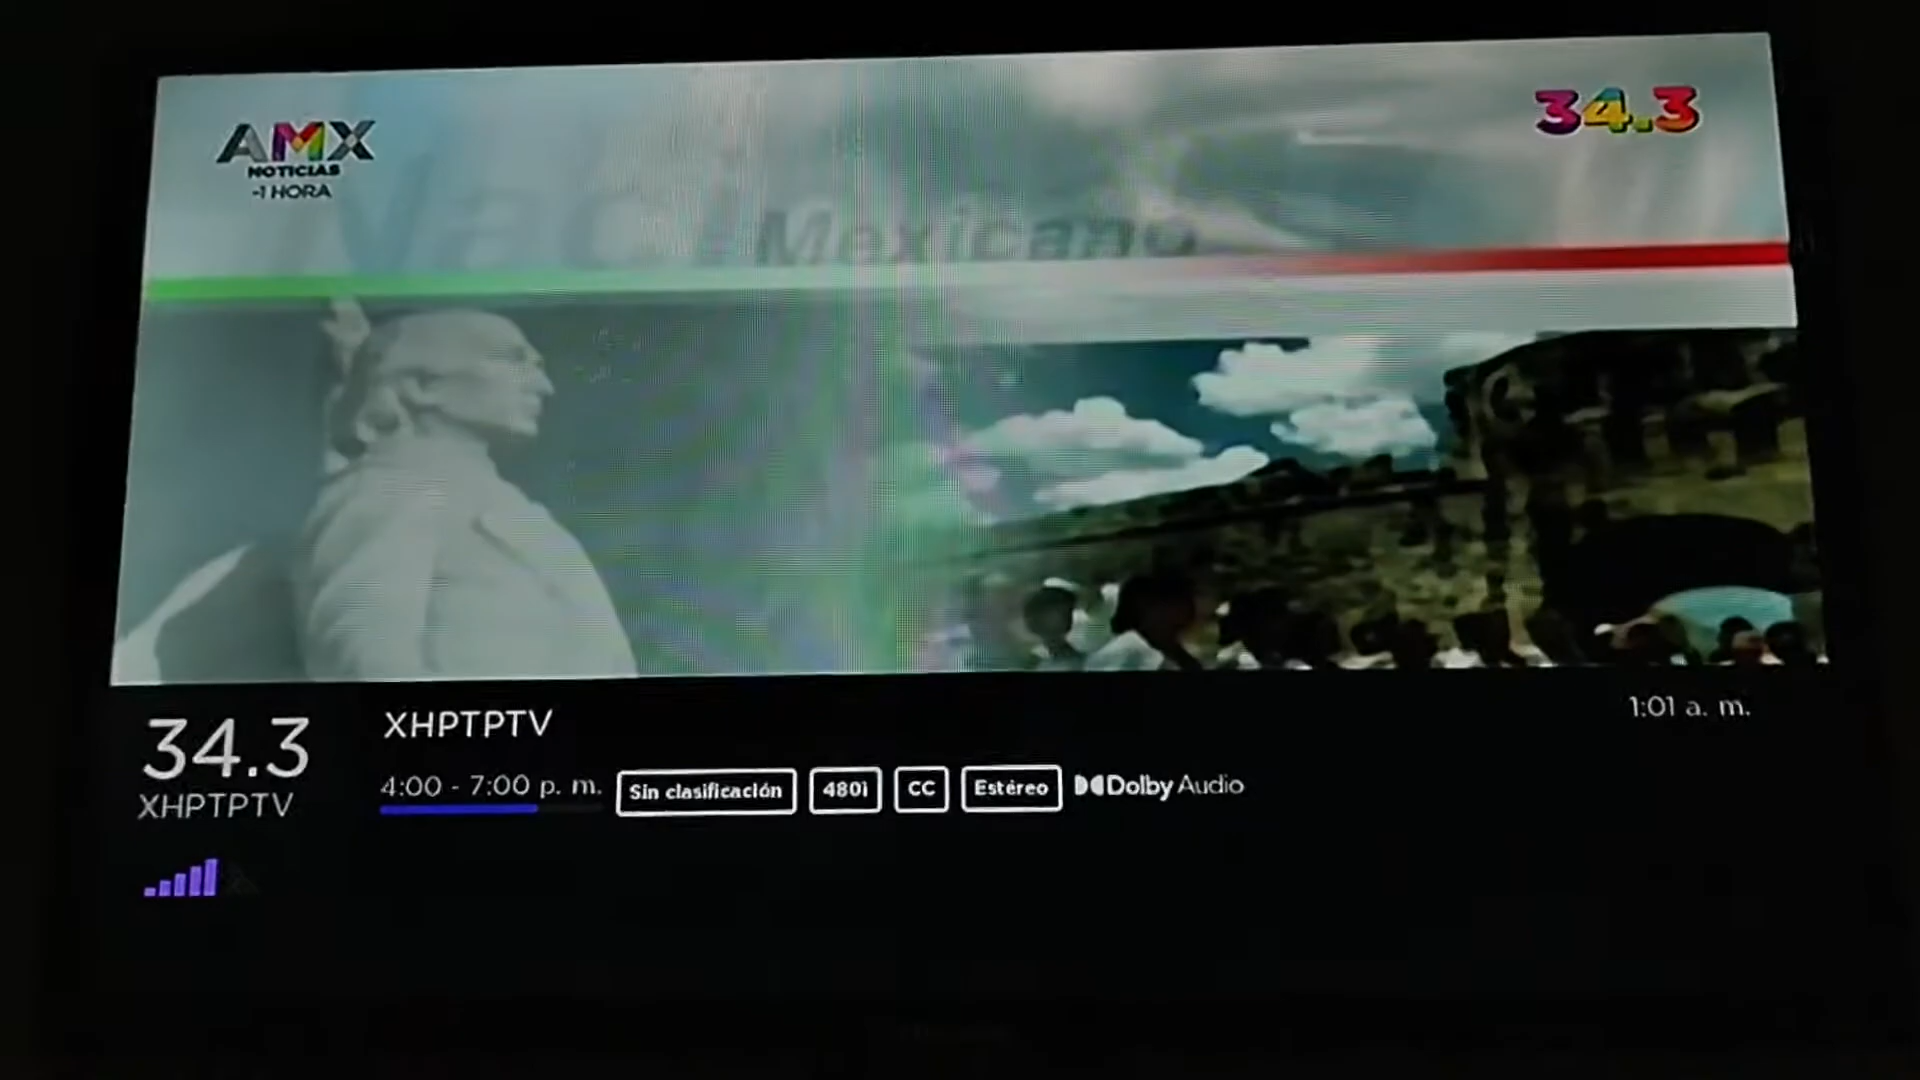 AMX
NOTICIAS
-1 HORA
34.3
Mexicano
34.3
XHPTPTV
XHPTPTV
4:00 - 7:00 p. m.
Sin clasificación
480i
CC
Estéreo
Dolby Audio
1:01 a. m.